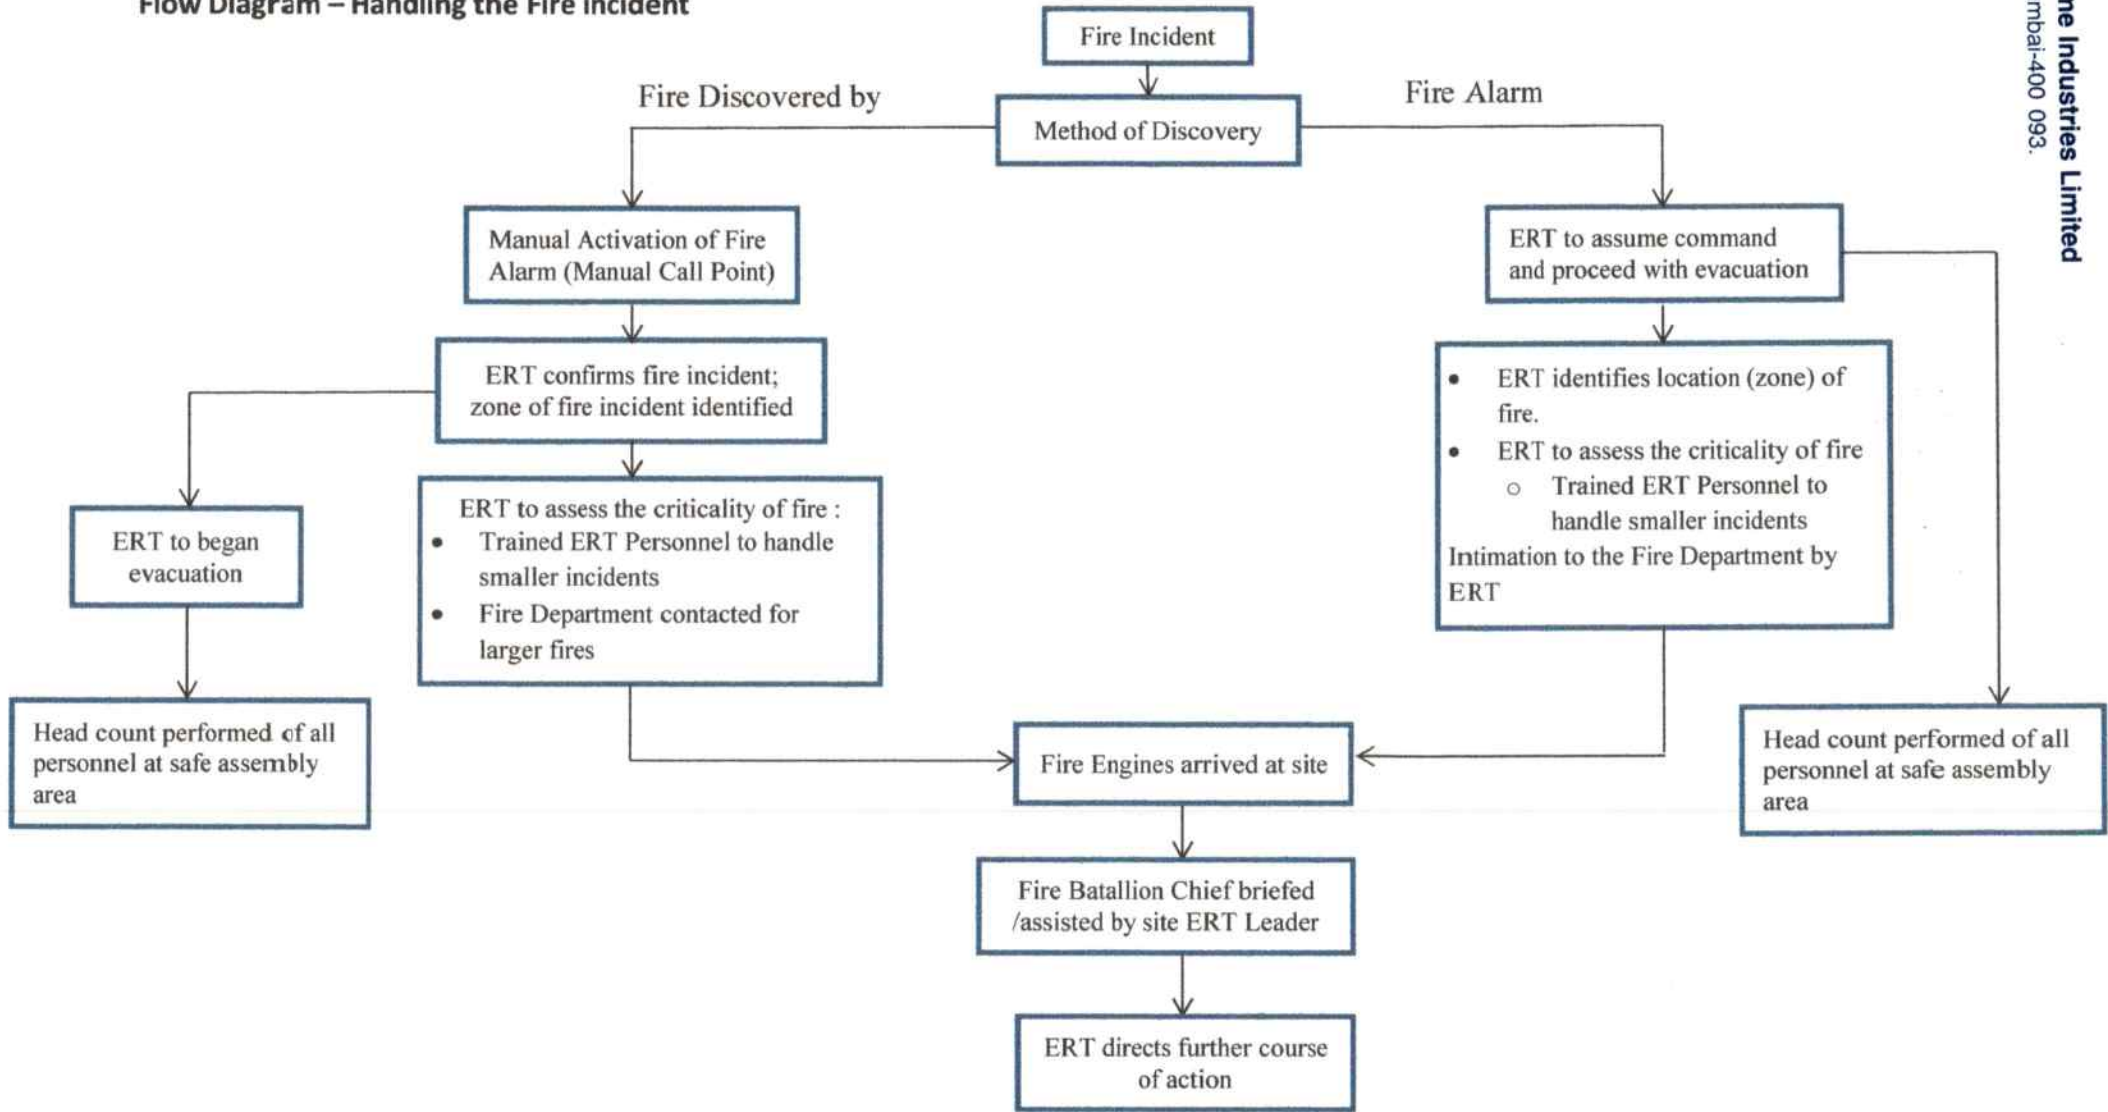 Flow Diagram – Handling the Fire Incident
Fire Incident
Fire Discovered by
Fire Alarm
Method of Discovery
Manual Activation of Fire
Alarm (Manual Call Point)
ERT to assume command
and proceed with evacuation
ERT confirms fire incident;
zone of fire incident identified
• ERT identifies location (zone) of
fire.
• ERT to assess the criticality of fire
o Trained ERT Personnel to
handle smaller incidents
Intimation to the Fire Department by
ERT
ERT to began
evacuation
ERT to assess the criticality of fire :
• Trained ERT Personnel to handle
smaller incidents
• Fire Department contacted for
larger fires
Head count performed of all
personnel at safe assembly
area
Fire Engines arrived at site
Head count performed of all
personnel at safe assembly
area
Fire Batallion Chief briefed
/assisted by site ERT Leader
ERT directs further course
of action
ne Industries Limited
mbai-400 093.